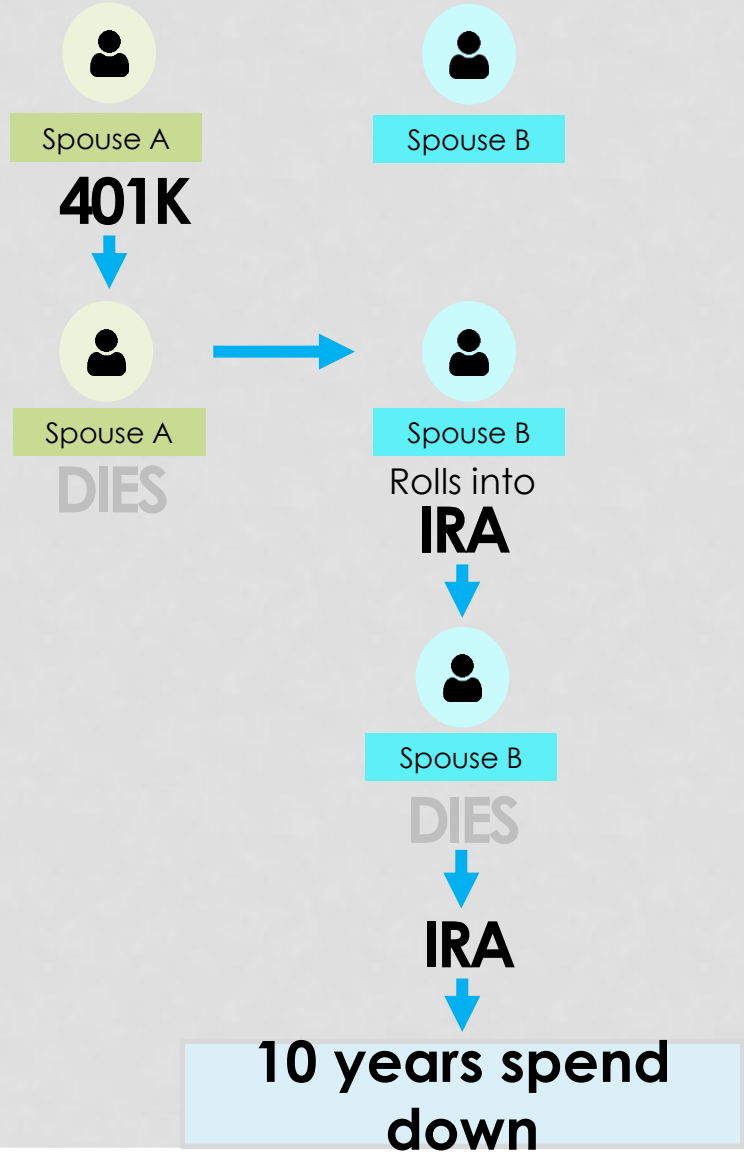 Spouse A
Spouse B
401K
Spouse A
Spouse B
DIES
Rolls into
IRA
Spouse B
DIES
IRA
10 years spend
down